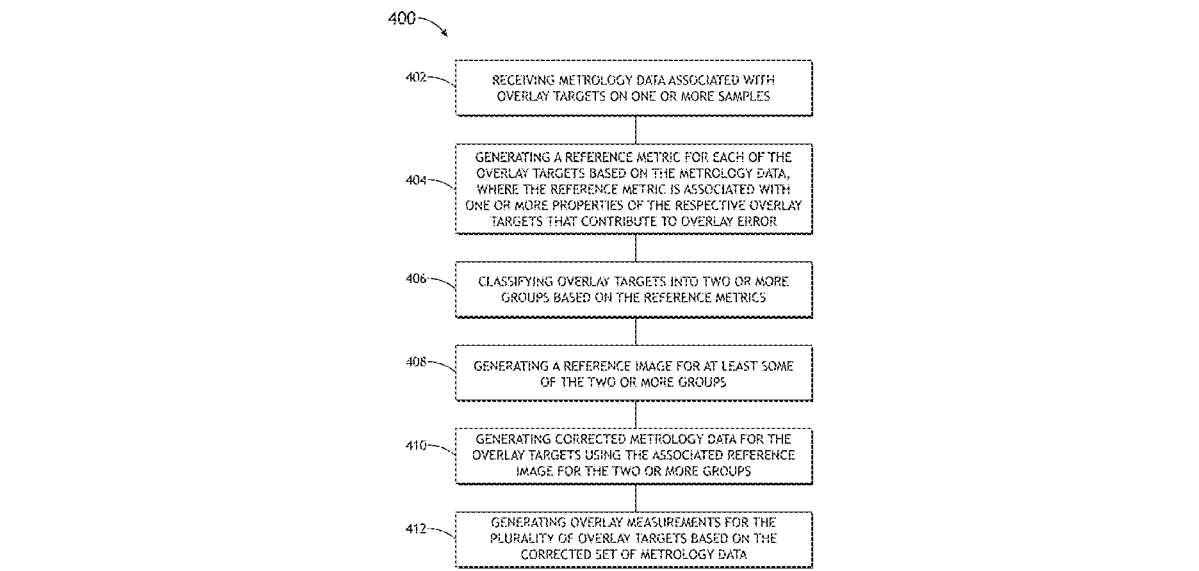 400
402
RECEIVING METROLOGY DATA ASSOCIATED WITH
OVERLAY TARGETS ON ONE OR MORE SAMPLES
404
GENERATING A REFERENCE METRIC FOR EACH OF THE
OVERLAY TARGETS BASED ON THE METROLOGY DATA,
WHERE THE REFERENCE METRIC IS ASSOCIATED WITH
ONE OR MORE PROPERTIES OF THE RESPECTIVE OVERLAY
TARGETS THAT CONTRIBUTE TO OVERLAY ERROR
406
CLASSIFYING OVERLAY TARGETS INTO TWO OR MORE
GROUPS BASED ON THE REFERENCE METRICS
408
GENERATING A REFERENCE IMAGE FOR AT LEAST SOME
OF THE TWO OR MORE GROUPS
410
GENERATING CORRECTED METROLOGY DATA FOR THE
OVERLAY TARGETS USING THE ASSOCIATED REFERENCE
IMAGE FOR THE TWO OR MORE GROUPS
412
GENERATING OVERLAY MEASUREMENTS FOR THE
PLURALITY OF OVERLAY TARGETS BASED ON THE
CORRECTED SET OF METROLOGY DATA